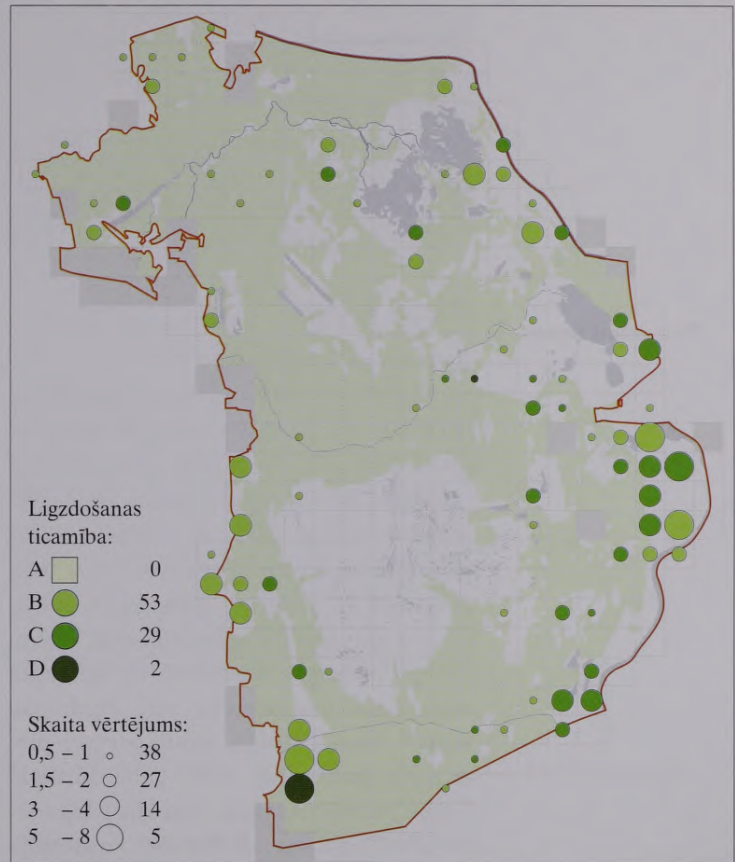 Ligzdošanas
ticamība:
A 0
B 53
C 29
D 2
Skaita vērtējums:
0,5 – 1 38
1,5 – 2 27
3 – 4 14
5 – 8 5